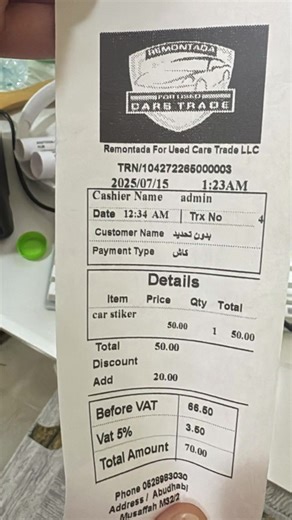 REMONTADA
FOR USED
CARS TRADE
Remontada For Used Cars Trade LLC
TRN/104272265000003
2025/07/15 1:23AM
Cashier Name admin
Date 12:34 AM Trx No 4
Customer Name بدون تحديد
Payment Type كاش
Details
Item Price Qty Total
car stiker
50.00 1 50.00
Total 50.00
Discount
Add 20.00
Before VAT 66.50
Vat 5% 3.50
Total Amount 70.00
Phone 0528983030
Address / Abudhabi
Musaffah M32/2